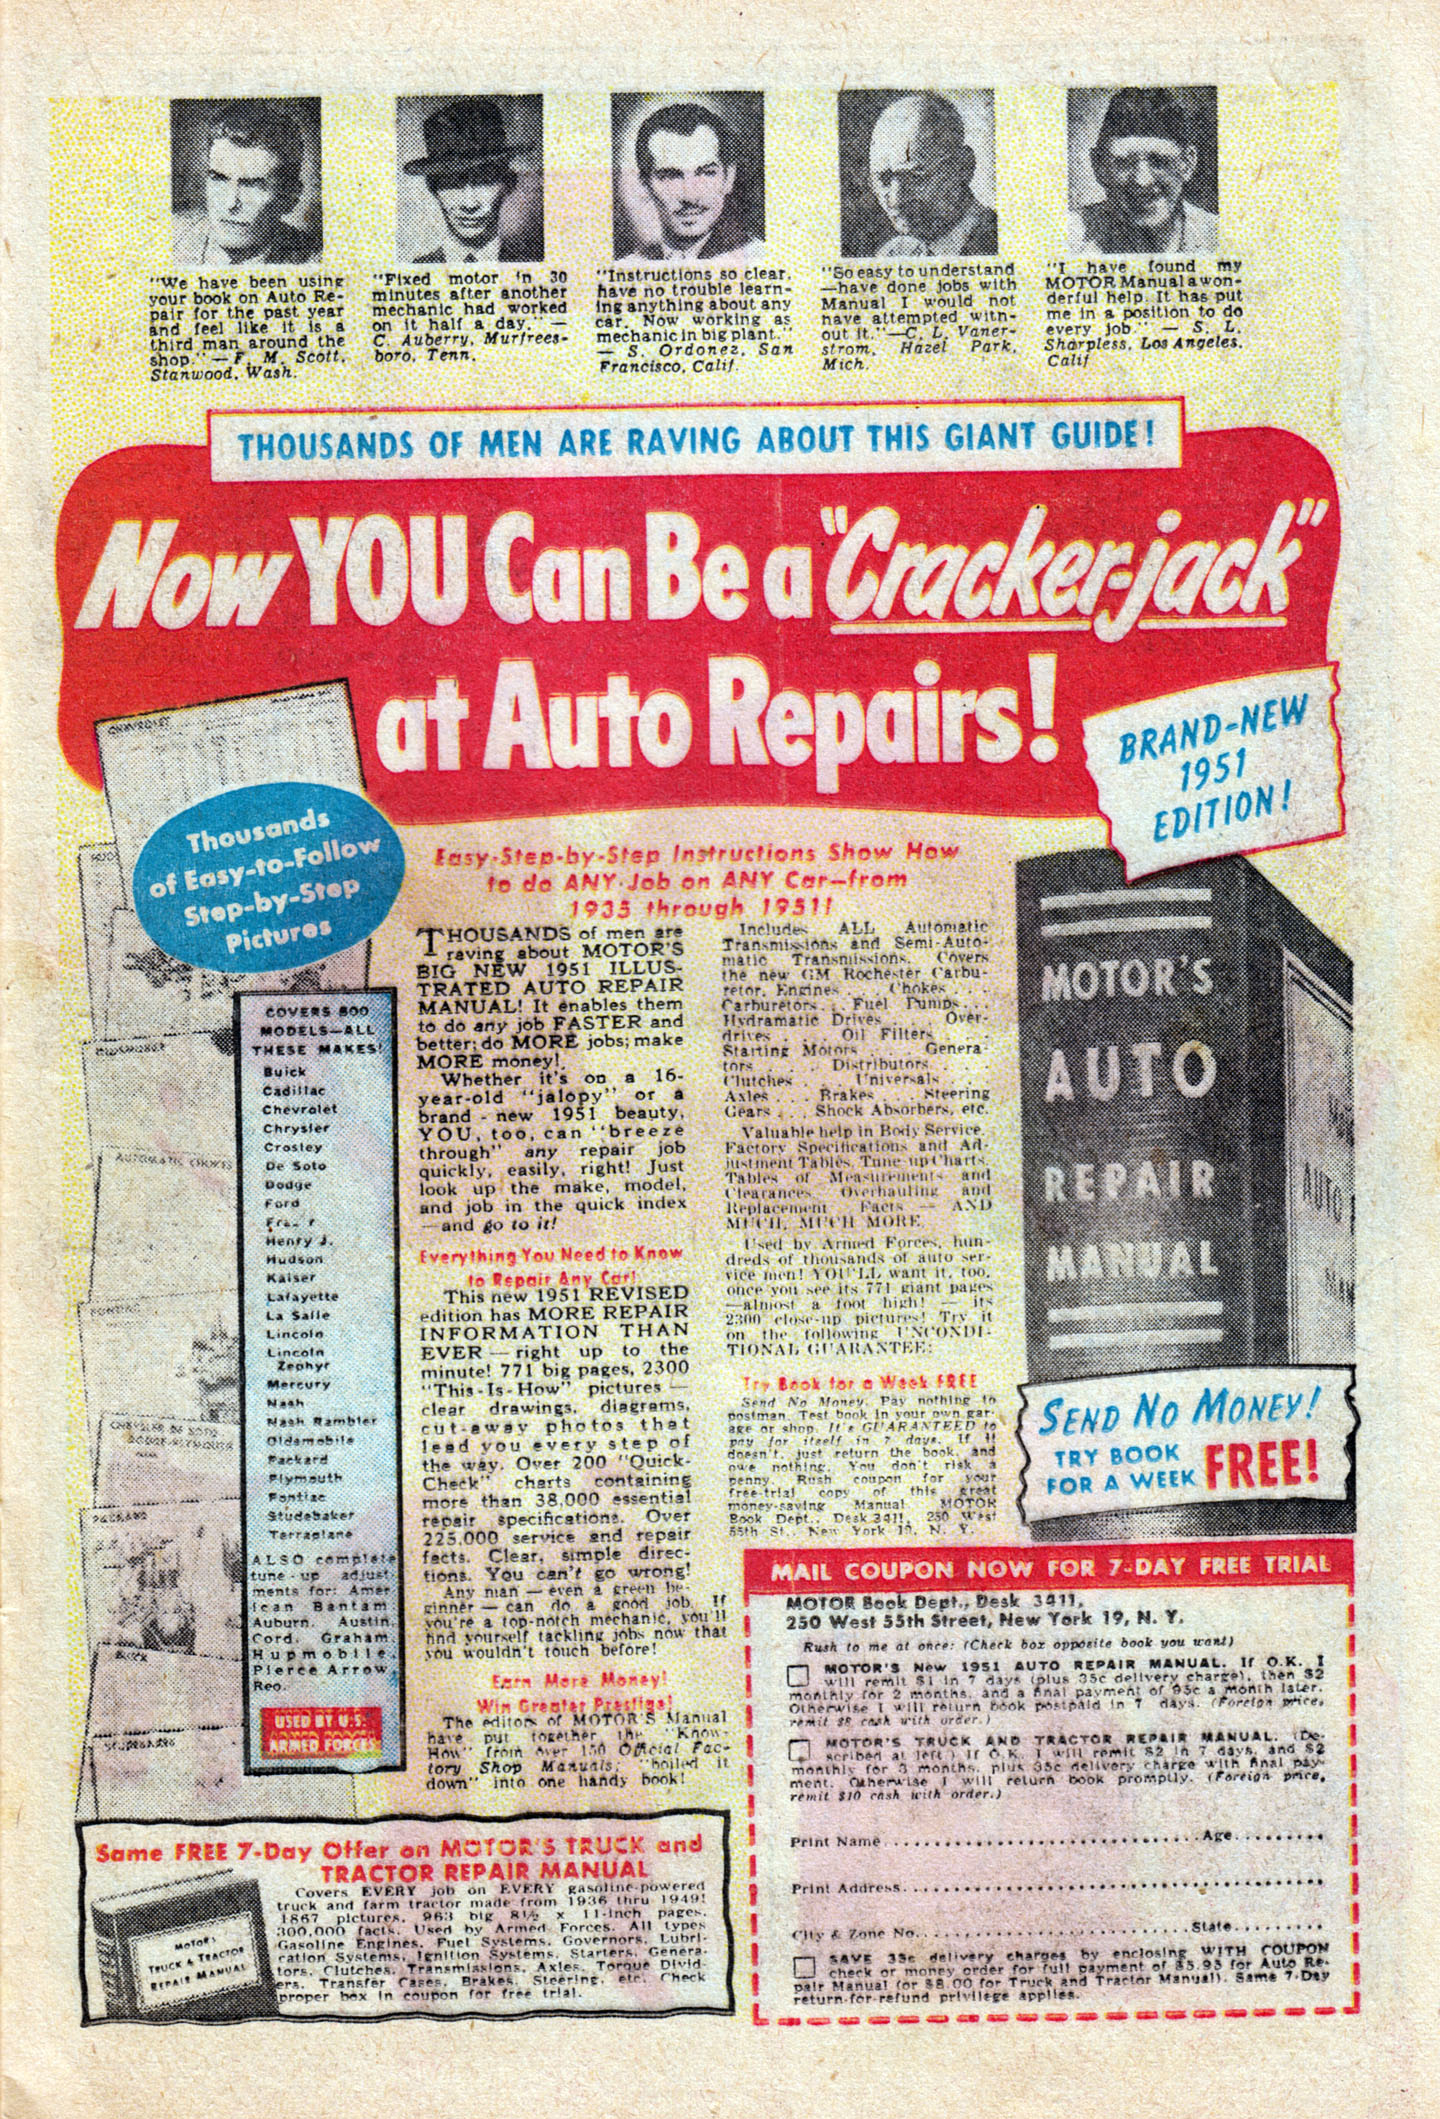 "We have been using
your book on Auto Re-
pair for the past year
and feel like it is a
third man around the
shop." — F. M. Scott,
Stanwood, Wash.
"Fixed motor 'n 30
minutes after another
mechanic had worked
on it half a day." —
C. Auberry, Murfrees-
boro, Tenn.
"Instructions so clear,
have no trouble learn-
ing anything about any
car. Now working as
mechanic in big plant."
— S. Ordonez, San
Francisco, Calif.
"So easy to understand
—have done jobs with
Manual I would not
have attempted with-
out it."—C. L. Vaner-
strom, Hazel Park,
Mich.
"I have found my
MOTOR Manual a won-
derful help. It has put
me in a position to do
every job." — S. L.
Sharpless, Los Angeles,
Calif
THOUSANDS OF MEN ARE RAVING ABOUT THIS GIANT GUIDE!
Now YOU Can Be a "Cracker-jack"
at Auto Repairs!
BRAND-NEW
1951
EDITION!
CHEVROLET
Thousands
of Easy-to-Follow
Step-by-Step
Pictures
OLDSMOBILE
AUTOMATIC CHOKES
PONTIAC
CHRYSLER DE SOTO
DODGE-PLYMOUTH
PACKARD
BUICK
STUDEBAKER
COVERS 800
MODELS—ALL
THESE MAKES!
Buick
Cadillac
Chevrolet
Chrysler
Crosley
De Soto
Dodge
Ford
Henry J.
Hudson
Kaiser
Lafayette
La Salle
Lincoln
Lincoln
Zephyr
Mercury
Nash
Nash Rambler
Oldsmobile
Packard
Plymouth
Pontiac
Studebaker
Terraplane
ALSO complete
tune-up adjust-
ments for: Amer
ican Bantam
Auburn, Austin
Cord, Graham,
Hupmobile,
Pierce Arrow,
Reo.
USED BY U.S.
ARMED FORCES
Easy-Step-by-Step Instructions Show How
to do ANY Job on ANY Car—from
1935 through 1951!
THOUSANDS of men are
raving about MOTOR'S
BIG NEW 1951 ILLUS-
TRATED AUTO REPAIR
MANUAL! It enables them
to do any job FASTER and
better; do MORE jobs; make
MORE money!
Whether it's on a 16-
year-old "jalopy" or a
brand-new 1951 beauty,
YOU, too, can "breeze
through" any repair job
quickly, easily, right! Just
look up the make, model,
and job in the quick index
—and go to it!
Everything You Need to Know
to Repair Any Car!
This new 1951 REVISED
edition has MORE REPAIR
INFORMATION THAN
EVER — right up to the
minute! 771 big pages, 2300
"This-Is-How" pictures —
clear drawings, diagrams,
cut-away photos that
lead you every step of
the way. Over 200 "Quick-
Check" charts containing
more than 38,000 essential
repair specifications. Over
225,000 service and repair
facts. Clear, simple direc-
tions. You can't go wrong!
Any man — even a green be-
ginner — can do a good job. If
you're a top-notch mechanic, you'll
find yourself tackling jobs now that
you wouldn't touch before!
Earn More Money!
Win Greater Prestige!
The editors of MOTOR'S Manual
have put together the "Know-
How" from over 150 Official Fac-
tory Shop Manuals; "boiled it
down" into one handy book!
Includes ALL Automatic
Transmissions and Semi-Auto-
matic Transmissions. Covers
the new GM Rochester Carbu-
retor, Engines . . . Chokes . . .
Carburetors . . . Fuel Pumps . . .
Hydramatic Drives . . . Over-
drives . . . Oil Filters . . .
Starting Motors . . . Genera-
tors . . . Distributors . . .
Clutches . . . Universals . . .
Axles . . . Brakes . . . Steering
Gears . . . Shock Absorbers, etc.
Valuable help in Body Service,
Factory Specifications and Ad-
justment Tables, Tune-up Charts,
Tables of Measurements and
Clearances, Overhauling and
Replacement Facts — AND
MUCH, MUCH MORE.
Used by Armed Forces, hun-
dreds of thousands of auto ser-
vice men! YOU'LL want it, too,
once you see its 771 giant pages
—almost a foot high! — its
2300 close-up pictures! Try it
on the following UNCONDI-
TIONAL GUARANTEE:
Try Book for a Week FREE
Send No Money. Pay nothing to
postman. Test book in your own gar-
age or shop. It's GUARANTEED to
pay for itself in 7 days. If it
doesn't, just return the book, and
owe nothing. You don't risk a
penny. Rush coupon for your
free-trial copy of this great
money-saving Manual. MOTOR
Book Dept., Desk 3411, 250 West
55th St., New York 19, N. Y.
MOTOR'S
AUTO
REPAIR
MANUAL
SEND NO MONEY!
TRY BOOK
FOR A WEEK FREE!
MAIL COUPON NOW FOR 7-DAY FREE TRIAL
MOTOR Book Dept., Desk 3411,
250 West 55th Street, New York 19, N. Y.
Rush to me at once: (Check box opposite book you want)
MOTOR'S New 1951 AUTO REPAIR MANUAL. If O.K. I
will remit $1 in 7 days (plus 35c delivery charge), then $2
monthly for 2 months, and a final payment of 95c a month later.
Otherwise I will return book postpaid in 7 days. (Foreign price,
remit $8 cash with order.)
MOTOR'S TRUCK AND TRACTOR REPAIR MANUAL. (De-
scribed at left.) If O.K. I will remit $2 in 7 days, and $2
monthly for 3 months, plus 35c delivery charge with final pay-
ment. Otherwise I will return book promptly. (Foreign price,
remit $10 cash with order.)
Print Name..............................Age.........
Print Address..........................................
City & Zone No..........................State.........
SAVE 35c delivery charges by enclosing WITH COUPON
check or money order for full payment of $5.95 for Auto Re-
pair Manual (or $8.00 for Truck and Tractor Manual). Same 7-Day
return-for-refund privilege applies.
Same FREE 7-Day Offer on MOTOR'S TRUCK and
TRACTOR REPAIR MANUAL
Covers EVERY job on EVERY gasoline-powered
truck and farm tractor made from 1936 thru 1949!
1867 pictures, 963 big 8½ x 11-inch pages,
300,000 facts. Used by Armed Forces. All types
Gasoline Engines, Fuel Systems, Governors, Lubri-
cation Systems, Ignition Systems, Starters, Genera-
tors, Clutches, Transmissions, Axles, Torque Divid-
ers, Transfer Cases, Brakes, Steering, etc. Check
proper box in coupon for free trial.
MOTOR'S
TRUCK & TRACTOR
REPAIR MANUAL